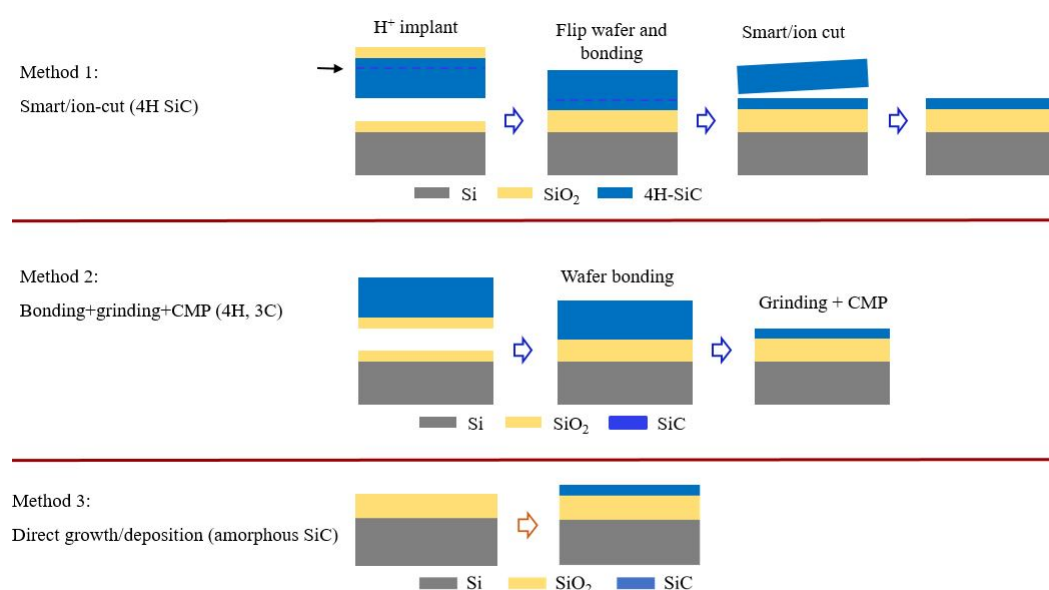 H⁺ implant
Flip wafer and
bonding
Smart/ion cut
Method 1:
Smart/ion-cut (4H SiC)
Si SiO₂ 4H-SiC
Method 2:
Bonding+grinding+CMP (4H, 3C)
Wafer bonding
Grinding + CMP
Si SiO₂ SiC
Method 3:
Direct growth/deposition (amorphous SiC)
Si SiO₂ SiC